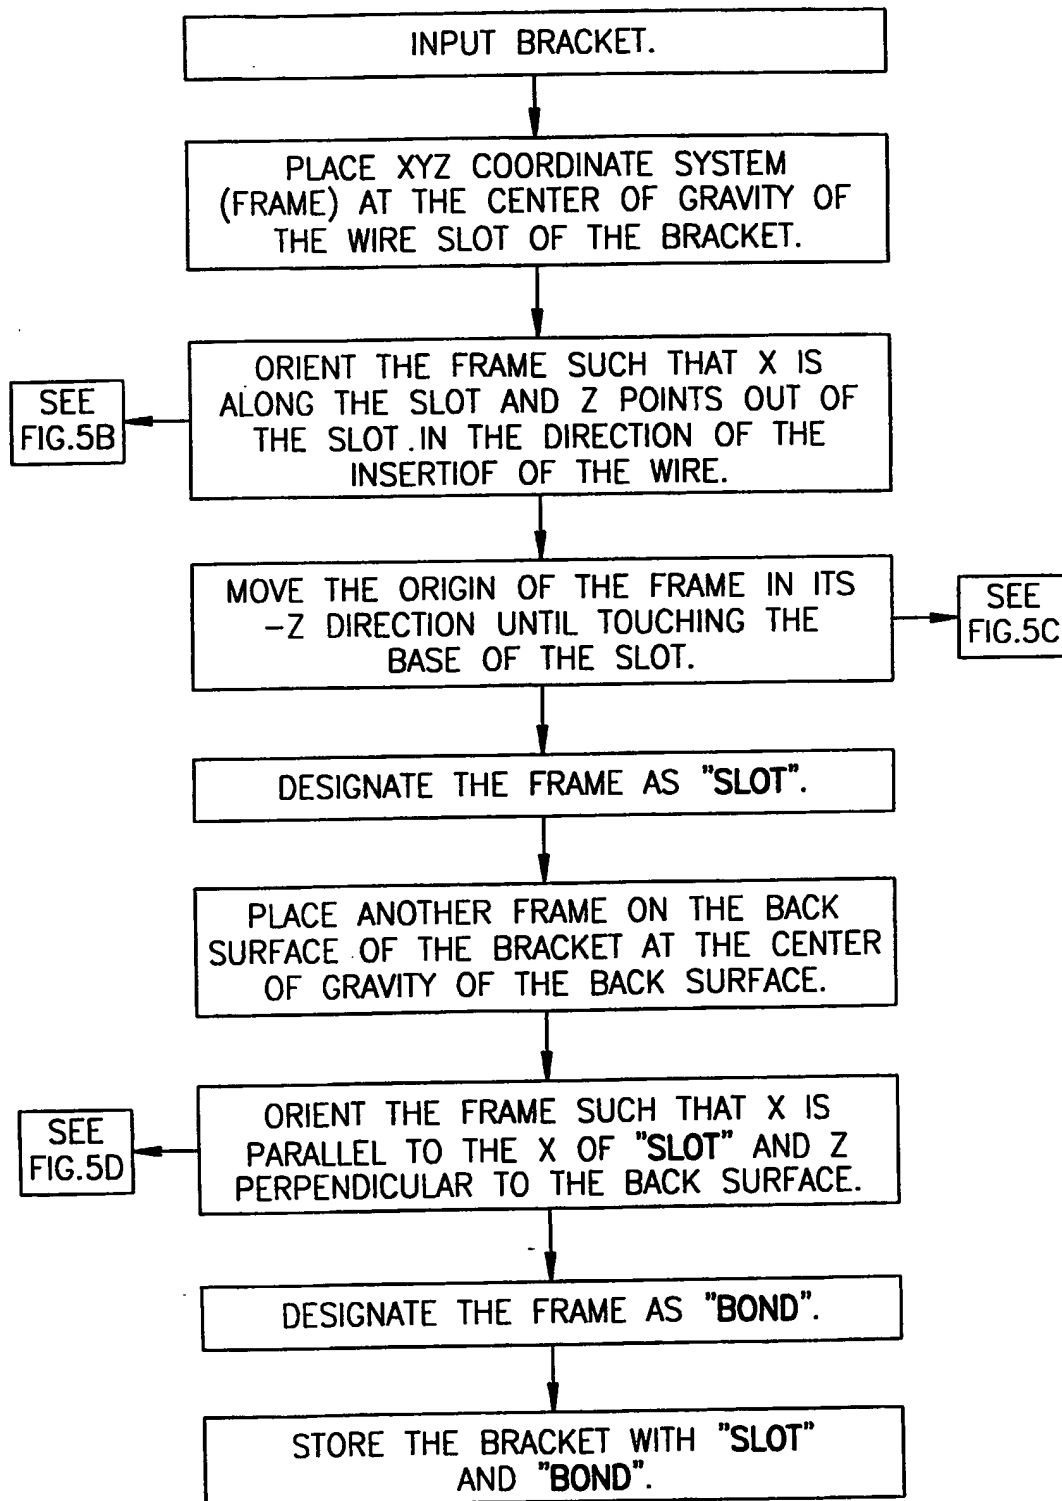 INPUT BRACKET.
PLACE XYZ COORDINATE SYSTEM
(FRAME) AT THE CENTER OF GRAVITY OF
THE WIRE SLOT OF THE BRACKET.
ORIENT THE FRAME SUCH THAT X IS
ALONG THE SLOT AND Z POINTS OUT OF
THE SLOT IN THE DIRECTION OF THE
INSERTIOF OF THE WIRE.
SEE
FIG.5B
MOVE THE ORIGIN OF THE FRAME IN ITS
-Z DIRECTION UNTIL TOUCHING THE
BASE OF THE SLOT.
SEE
FIG.5C
DESIGNATE THE FRAME AS "SLOT".
PLACE ANOTHER FRAME ON THE BACK
SURFACE OF THE BRACKET AT THE CENTER
OF GRAVITY OF THE BACK SURFACE.
ORIENT THE FRAME SUCH THAT X IS
PARALLEL TO THE X OF "SLOT" AND Z
PERPENDICULAR TO THE BACK SURFACE.
SEE
FIG.5D
DESIGNATE THE FRAME AS "BOND".
STORE THE BRACKET WITH "SLOT"
AND "BOND".